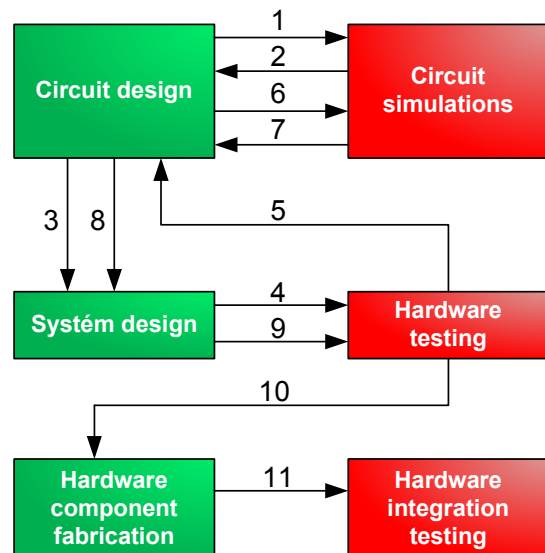 1
2
Circuit design
Circuit
simulations
6
7
3
8
5
Systém design
4
9
Hardware
testing
10
Hardware
component
fabrication
11
Hardware
integration
testing